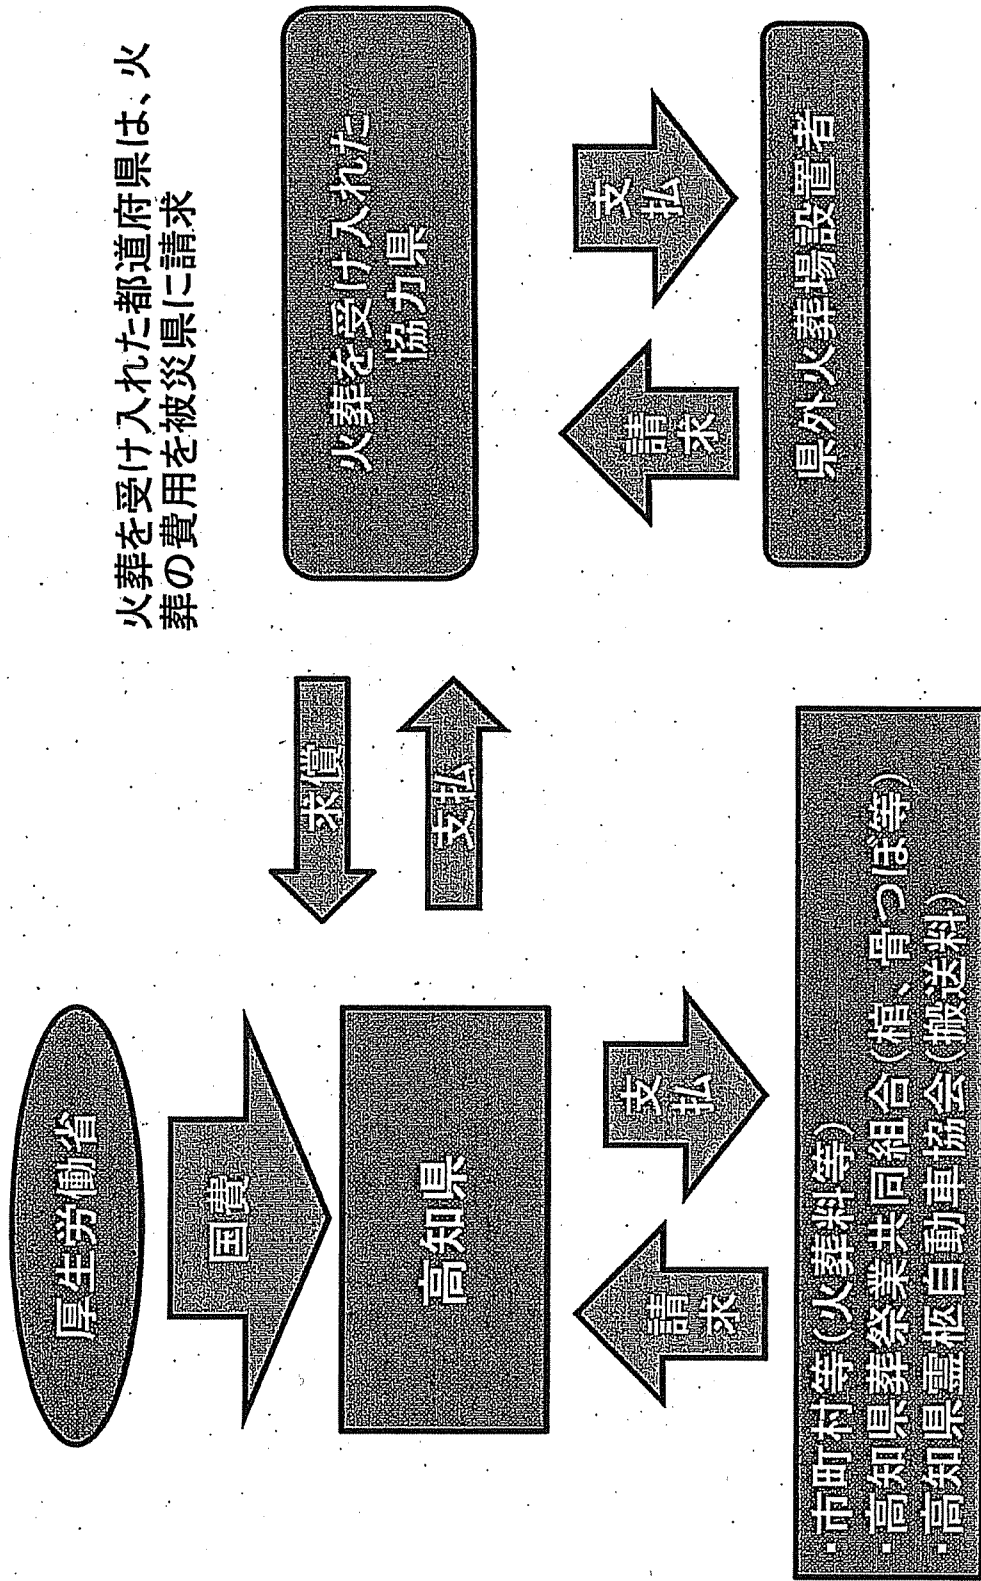 火葬を受け入れた都道府県は、火
葬の費用を被災県に請求
厚生労働省
国費
高知県
求償
支払
火葬を受け入れた
協力県
請
求
支
払
請
求
支
払
・市町村等(火葬料等)
・高知県葬祭業共同組合(棺、骨つぼ等)
・高知県霊柩自動車協会(搬送料)
県外火葬場設置者